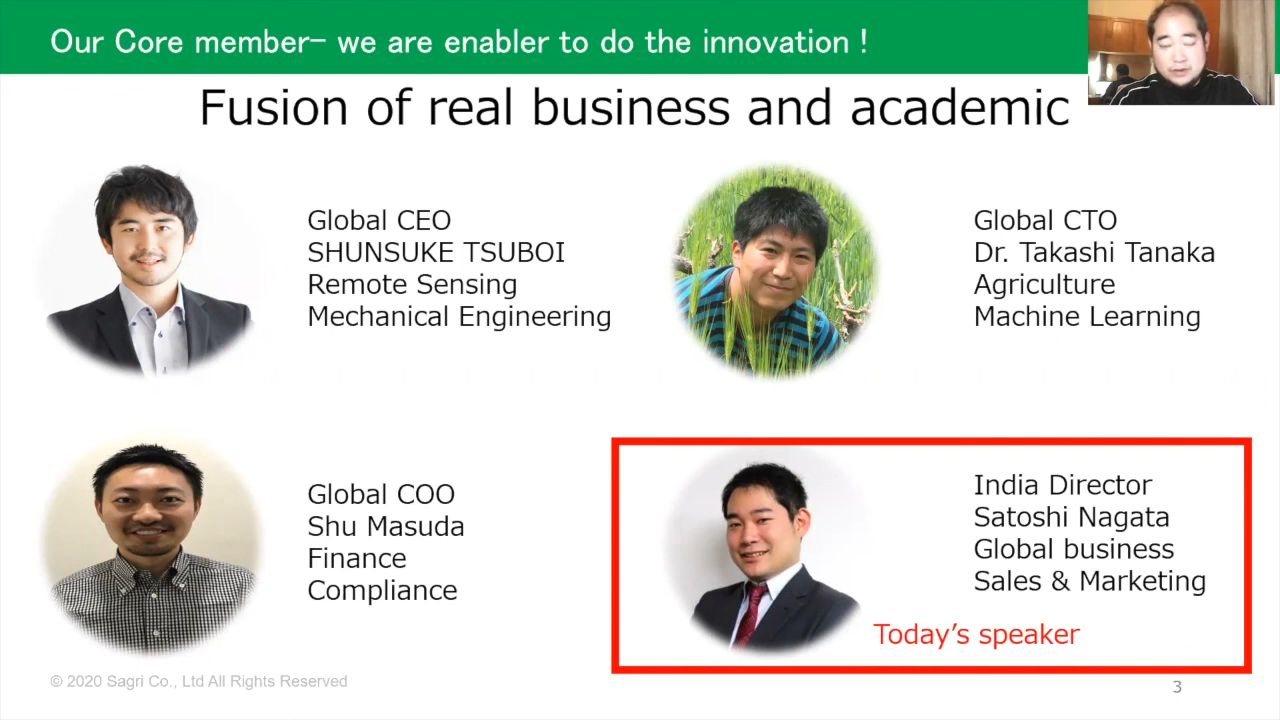 Our Core member– we are enabler to do the innovation !
Fusion of real business and academic
Global CEO
SHUNSUKE TSUBOI
Remote Sensing
Mechanical Engineering
Global CTO
Dr. Takashi Tanaka
Agriculture
Machine Learning
Global COO
Shu Masuda
Finance
Compliance
India Director
Satoshi Nagata
Global business
Sales & Marketing
Today’s speaker
© 2020 Sagri Co., Ltd All Rights Reserved
3